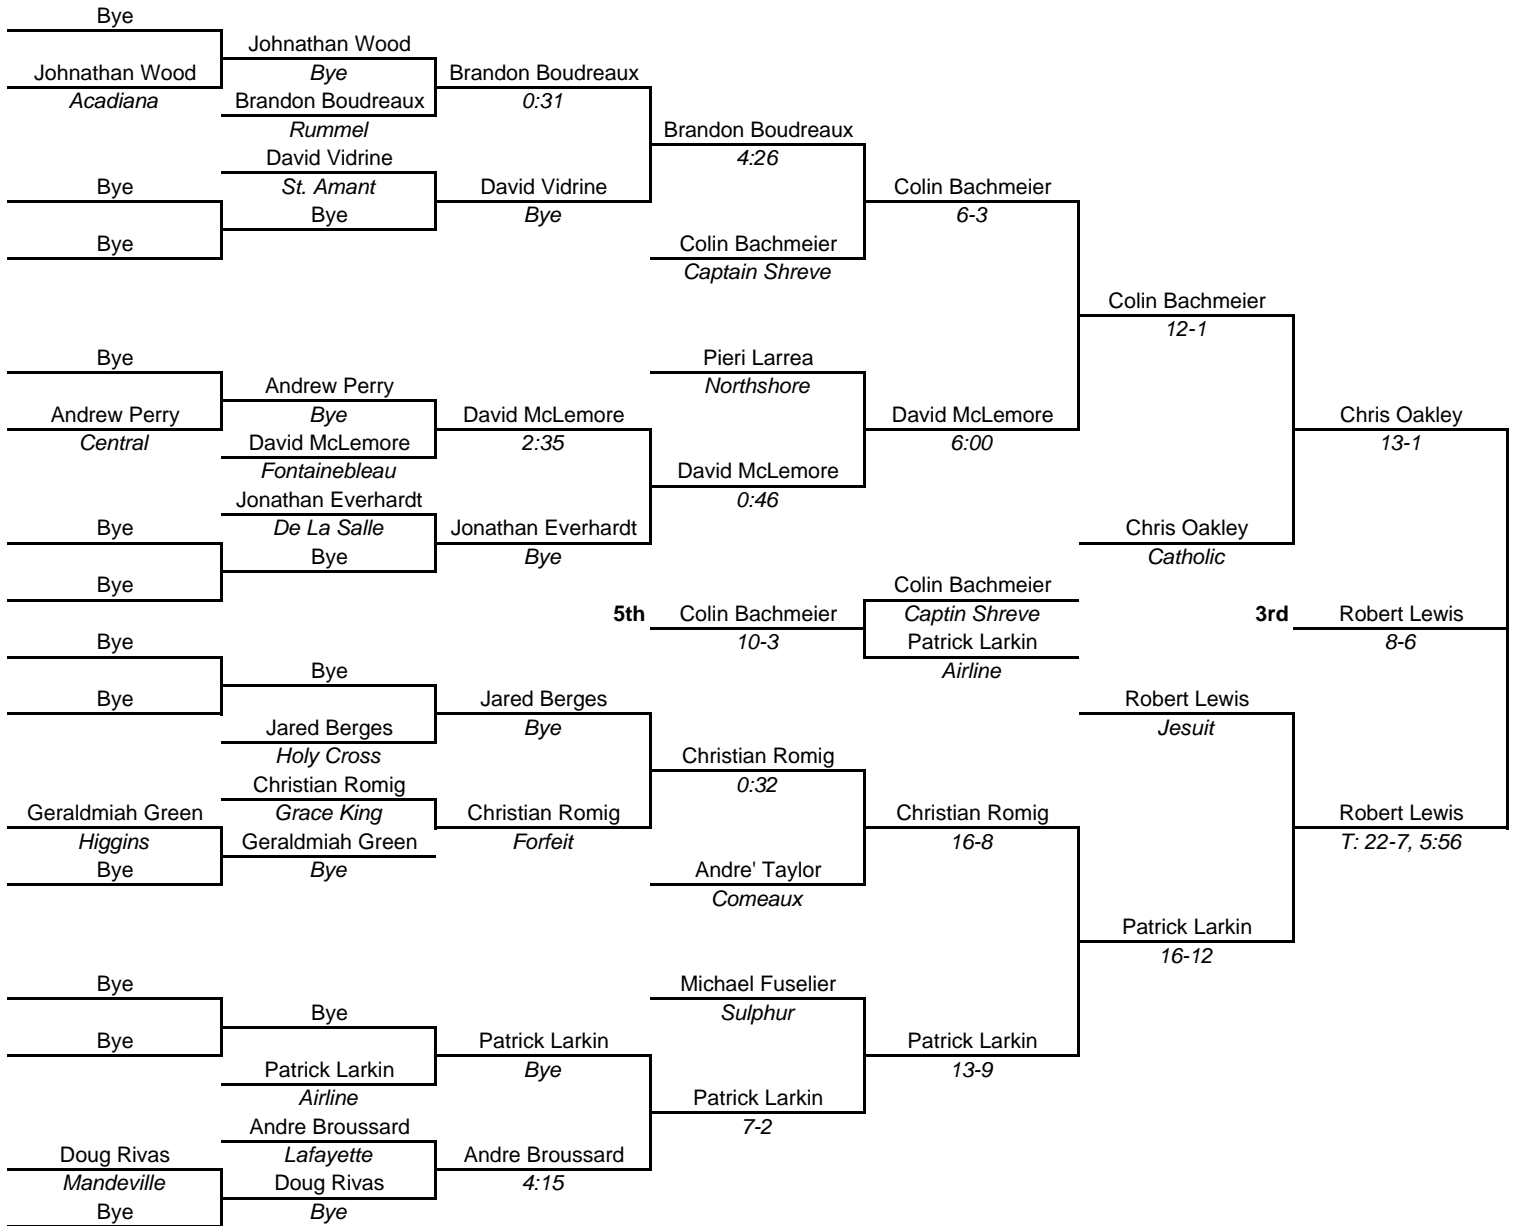 Bye
Johnathan Wood
Johnathan Wood
Bye
Brandon Boudreaux
Acadiana
Brandon Boudreaux
0:31
Rummel
Brandon Boudreaux
David Vidrine
4:26
Bye
St. Amant
David Vidrine
Colin Bachmeier
Bye
Bye
6-3
Bye
Colin Bachmeier
Captain Shreve
Colin Bachmeier
12-1
Bye
Pieri Larrea
Andrew Perry
Northshore
Andrew Perry
Bye
David McLemore
David McLemore
Chris Oakley
Central
David McLemore
2:35
6:00
13-1
Fontainebleau
David McLemore
Jonathan Everhardt
0:46
Bye
De La Salle
Jonathan Everhardt
Chris Oakley
Bye
Bye
Catholic
Bye
Colin Bachmeier
5th
Colin Bachmeier
Captin Shreve
3rd
Robert Lewis
Bye
10-3
Patrick Larkin
8-6
Bye
Airline
Bye
Jared Berges
Robert Lewis
Jared Berges
Bye
Jesuit
Holy Cross
Christian Romig
Christian Romig
0:32
Geraldmiah Green
Grace King
Christian Romig
Christian Romig
Robert Lewis
Higgins
Geraldmiah Green
Forfeit
16-8
T: 22-7, 5:56
Bye
Bye
Andre' Taylor
Comeaux
Patrick Larkin
16-12
Bye
Michael Fuselier
Bye
Sulphur
Bye
Patrick Larkin
Patrick Larkin
Patrick Larkin
Bye
13-9
Airline
Patrick Larkin
Andre Broussard
7-2
Doug Rivas
Lafayette
Andre Broussard
Mandeville
Doug Rivas
4:15
Bye
Bye